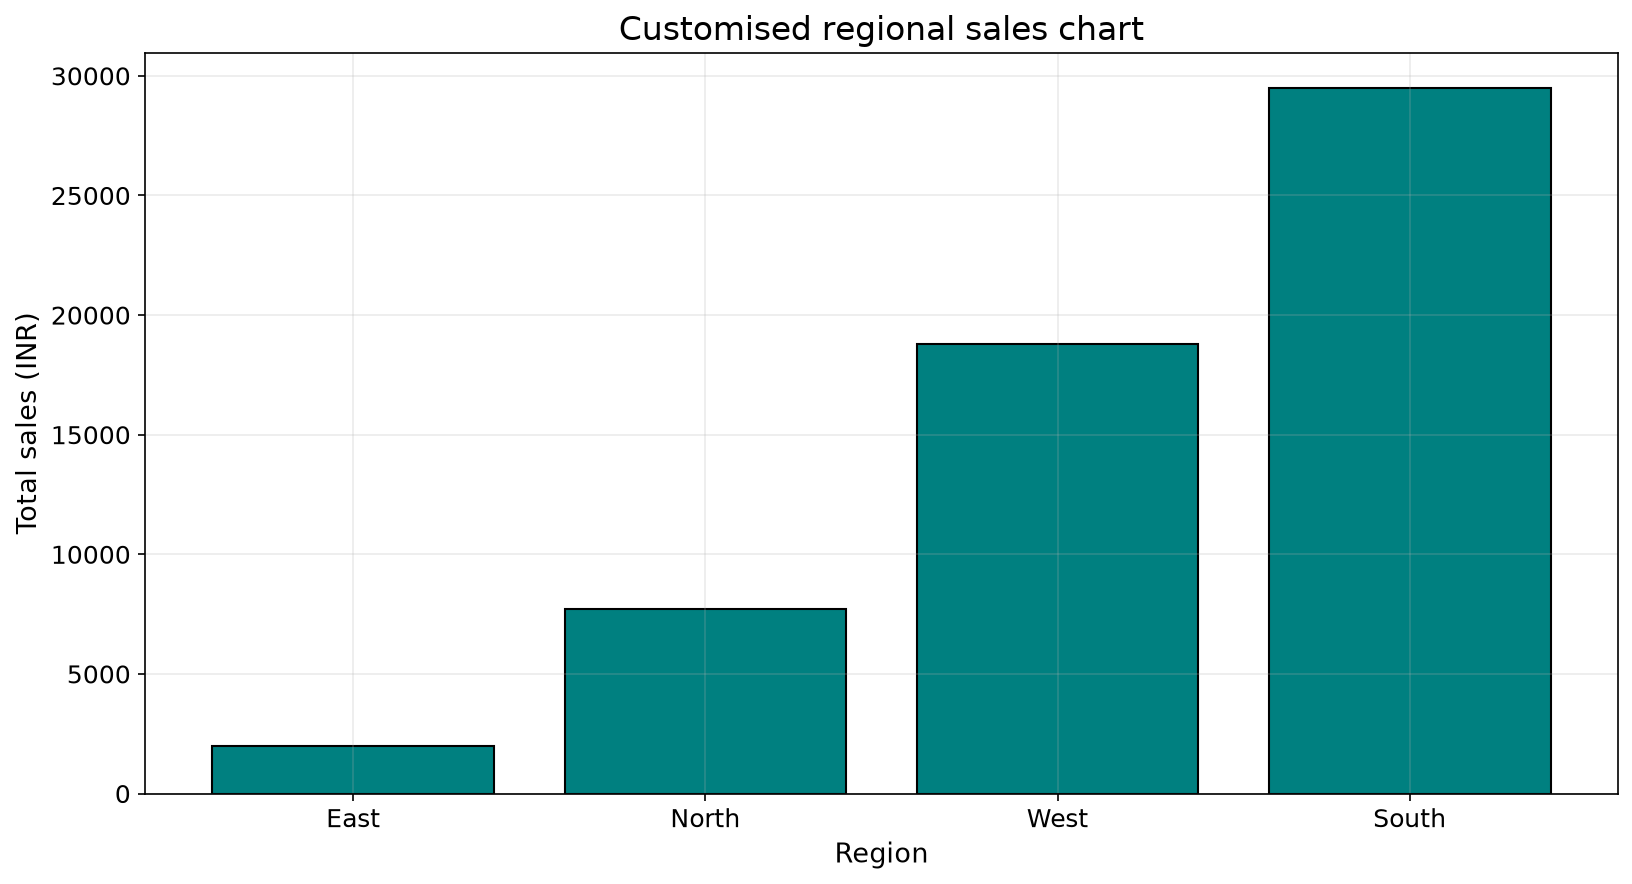 Customised regional sales chart
30000
25000
20000
15000
10000
5000
0
Total sales (INR)
East North West South
Region